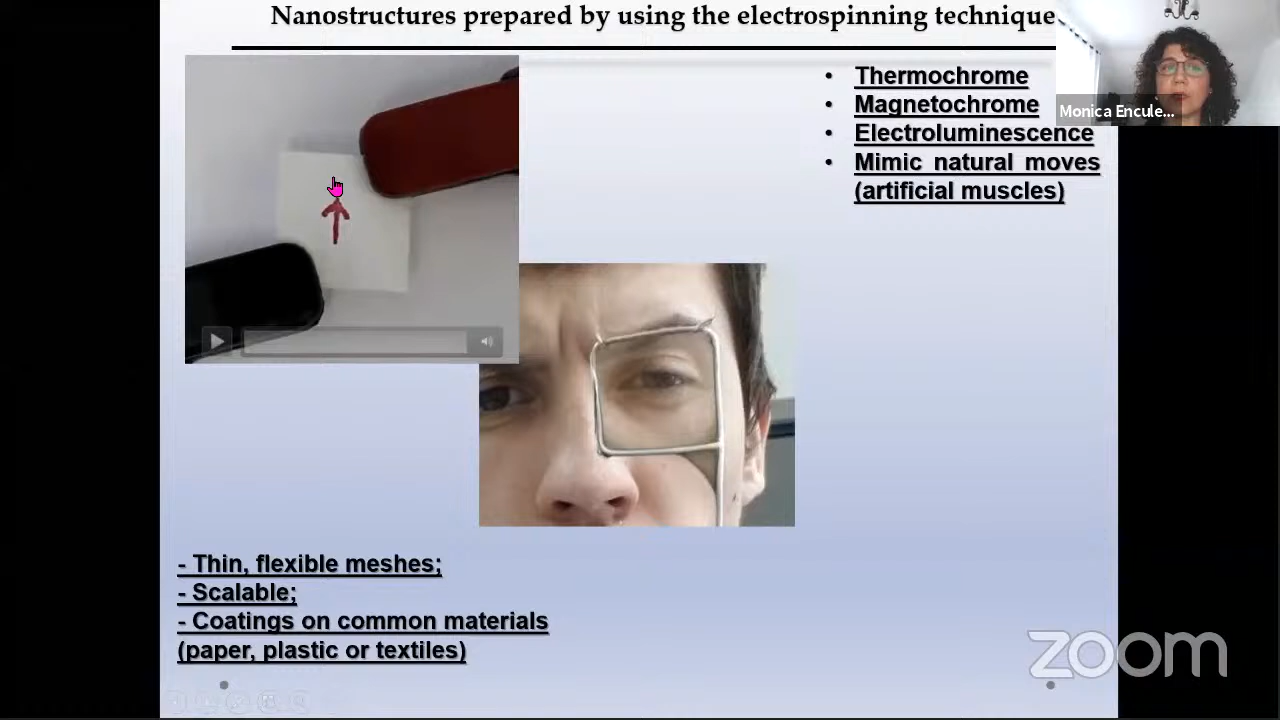 Nanostructures prepared by using the electrospinning technique
• Thermochrome
• Magnetochrome
• Electroluminescence
• Mimic natural moves
(artificial muscles)
Monica Encule...
- Thin, flexible meshes;
- Scalable;
- Coatings on common materials
(paper, plastic or textiles)
zoom